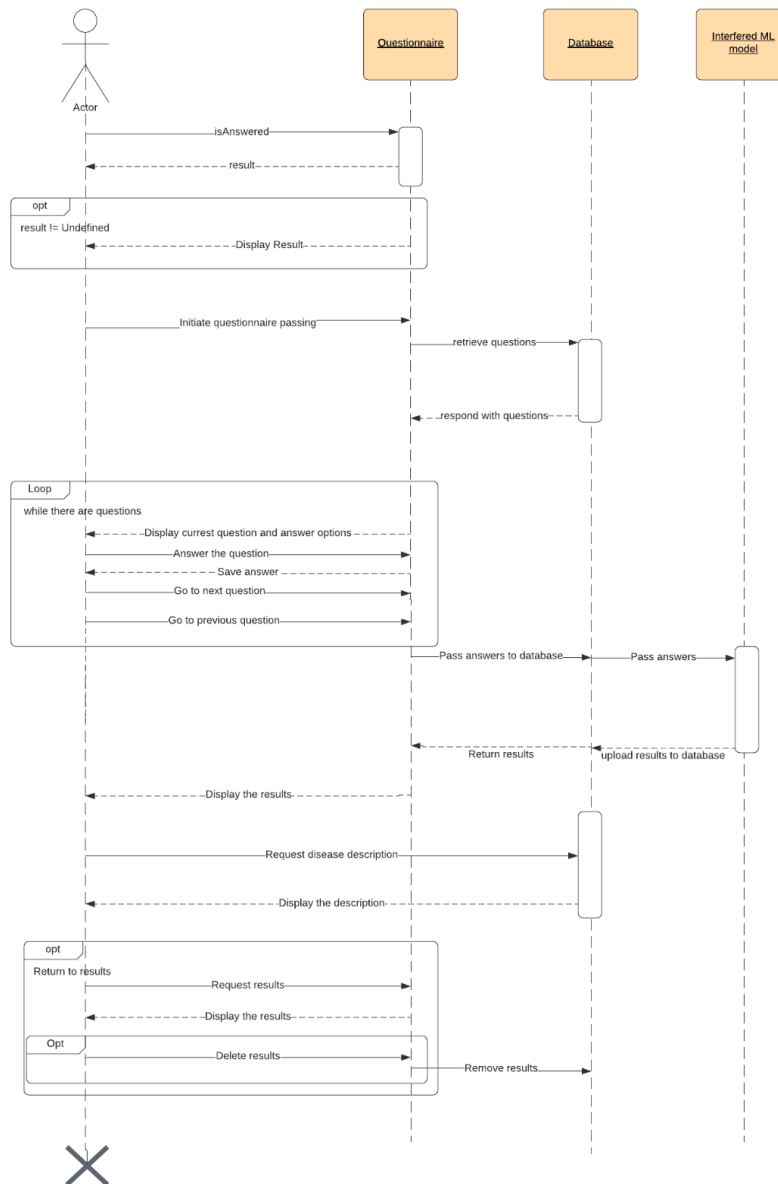 Questionnaire
Database
Interfered ML
model
Actor
isAnswered
result
opt
result != Undefined
Display Result
Initiate questionnaire passing
retrieve questions
respond with questions
Loop
while there are questions
Display currest question and answer options
Answer the question
Save answer
Go to next question
Go to previous question
Pass answers to database
Pass answers
Return results
upload results to database
Display the results
Request disease description
Display the description
opt
Return to results
Request results
Display the results
Opt
Delete results
Remove results